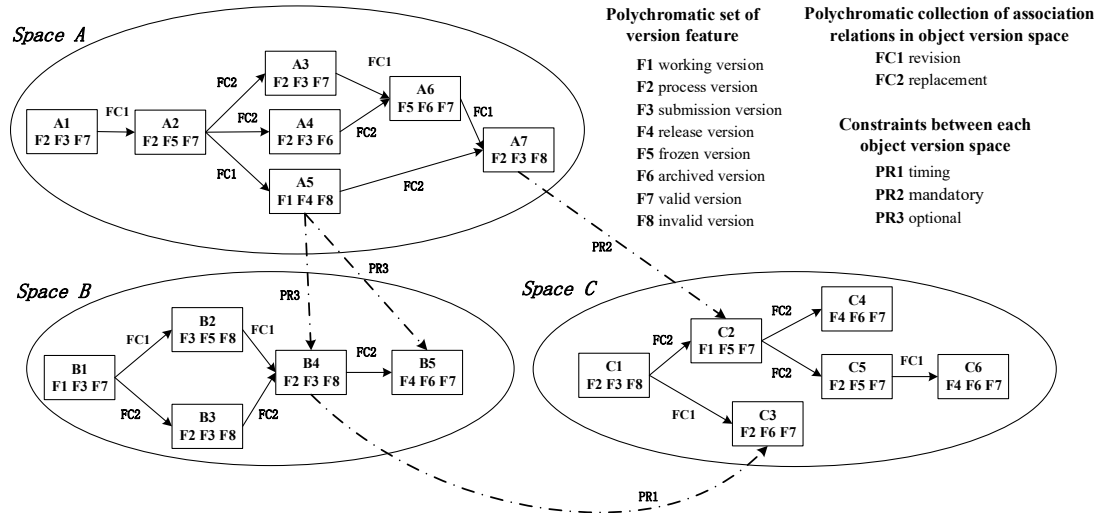 Space A
A1
F2 F3 F7
FC1
A2
F2 F5 F7
FC2
FC2
FC1
A3
F2 F3 F7
A4
F2 F3 F6
A5
F1 F4 F8
FC1
FC2
A6
F5 F6 F7
FC1
FC2
A7
F2 F3 F8
Polychromatic set of
version feature
F1 working version
F2 process version
F3 submission version
F4 release version
F5 frozen version
F6 archived version
F7 valid version
F8 invalid version
Polychromatic collection of association
relations in object version space
FC1 revision
FC2 replacement
Constraints between each
object version space
PR1 timing
PR2 mandatory
PR3 optional
PR3
PR3
PR2
Space B
B1
F1 F3 F7
FC1
FC2
B2
F3 F5 F8
B3
F2 F3 F8
FC1
FC2
B4
F2 F3 F8
FC2
B5
F4 F6 F7
PR1
Space C
C1
F2 F3 F8
FC2
FC1
C2
F1 F5 F7
C3
F2 F6 F7
FC2
FC2
C4
F4 F6 F7
C5
F2 F5 F7
FC1
C6
F4 F6 F7